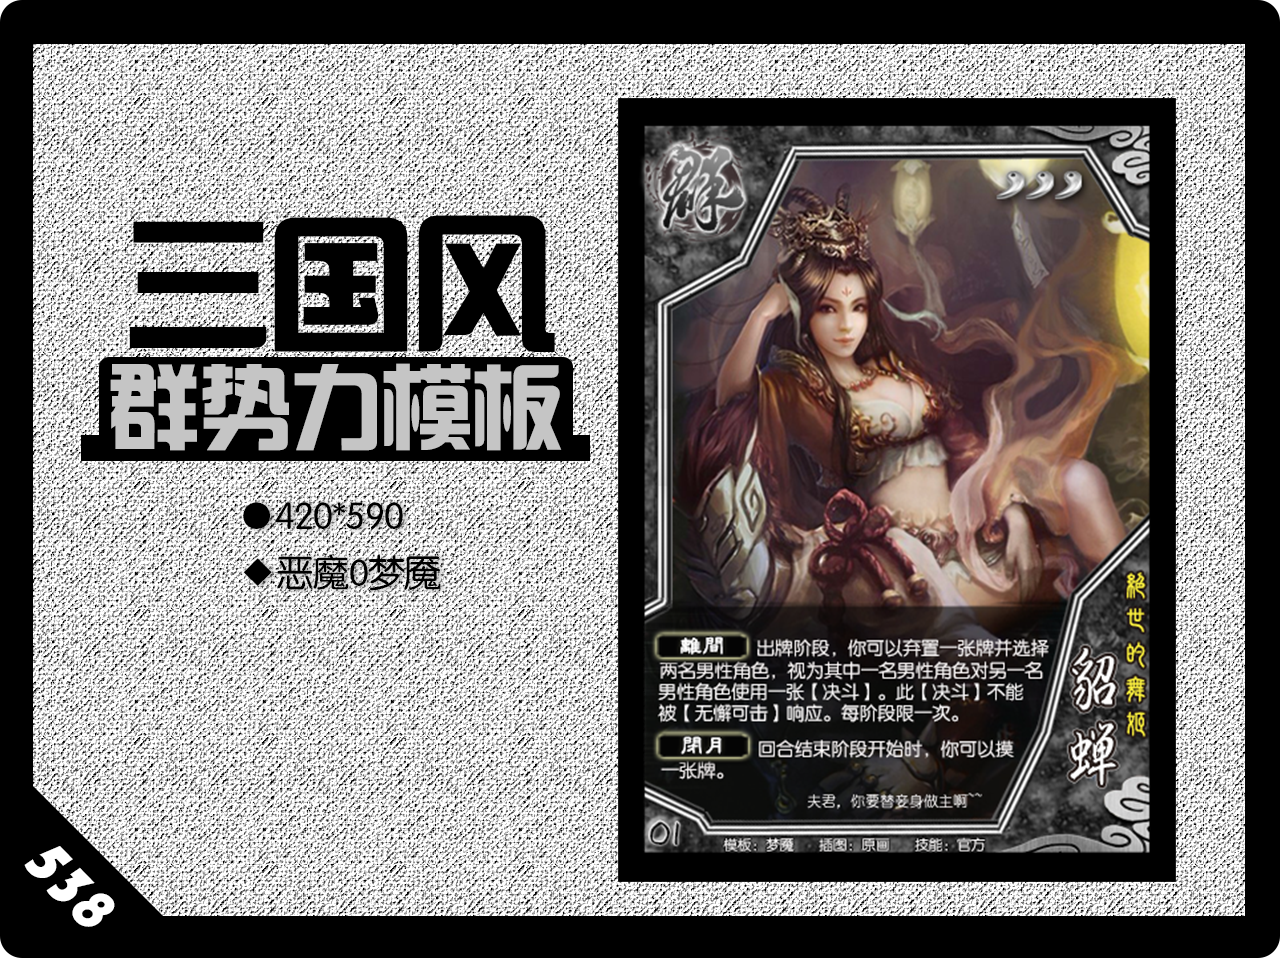 三国风
群势力模板
●420*590
◆恶魔0梦魇
538
群
離間 出牌阶段，你可以弃置一张牌并选择
两名男性角色，视为其中一名男性角色对另一名
男性角色使用一张【决斗】。此【决斗】不能
被【无懈可击】响应。每阶段限一次。
閉月 回合结束阶段开始时，你可以摸
一张牌。
夫君，你要替妾身做主啊~~
絕世的舞姬
貂蝉
01
模板：梦魇 插图：原画 技能：官方